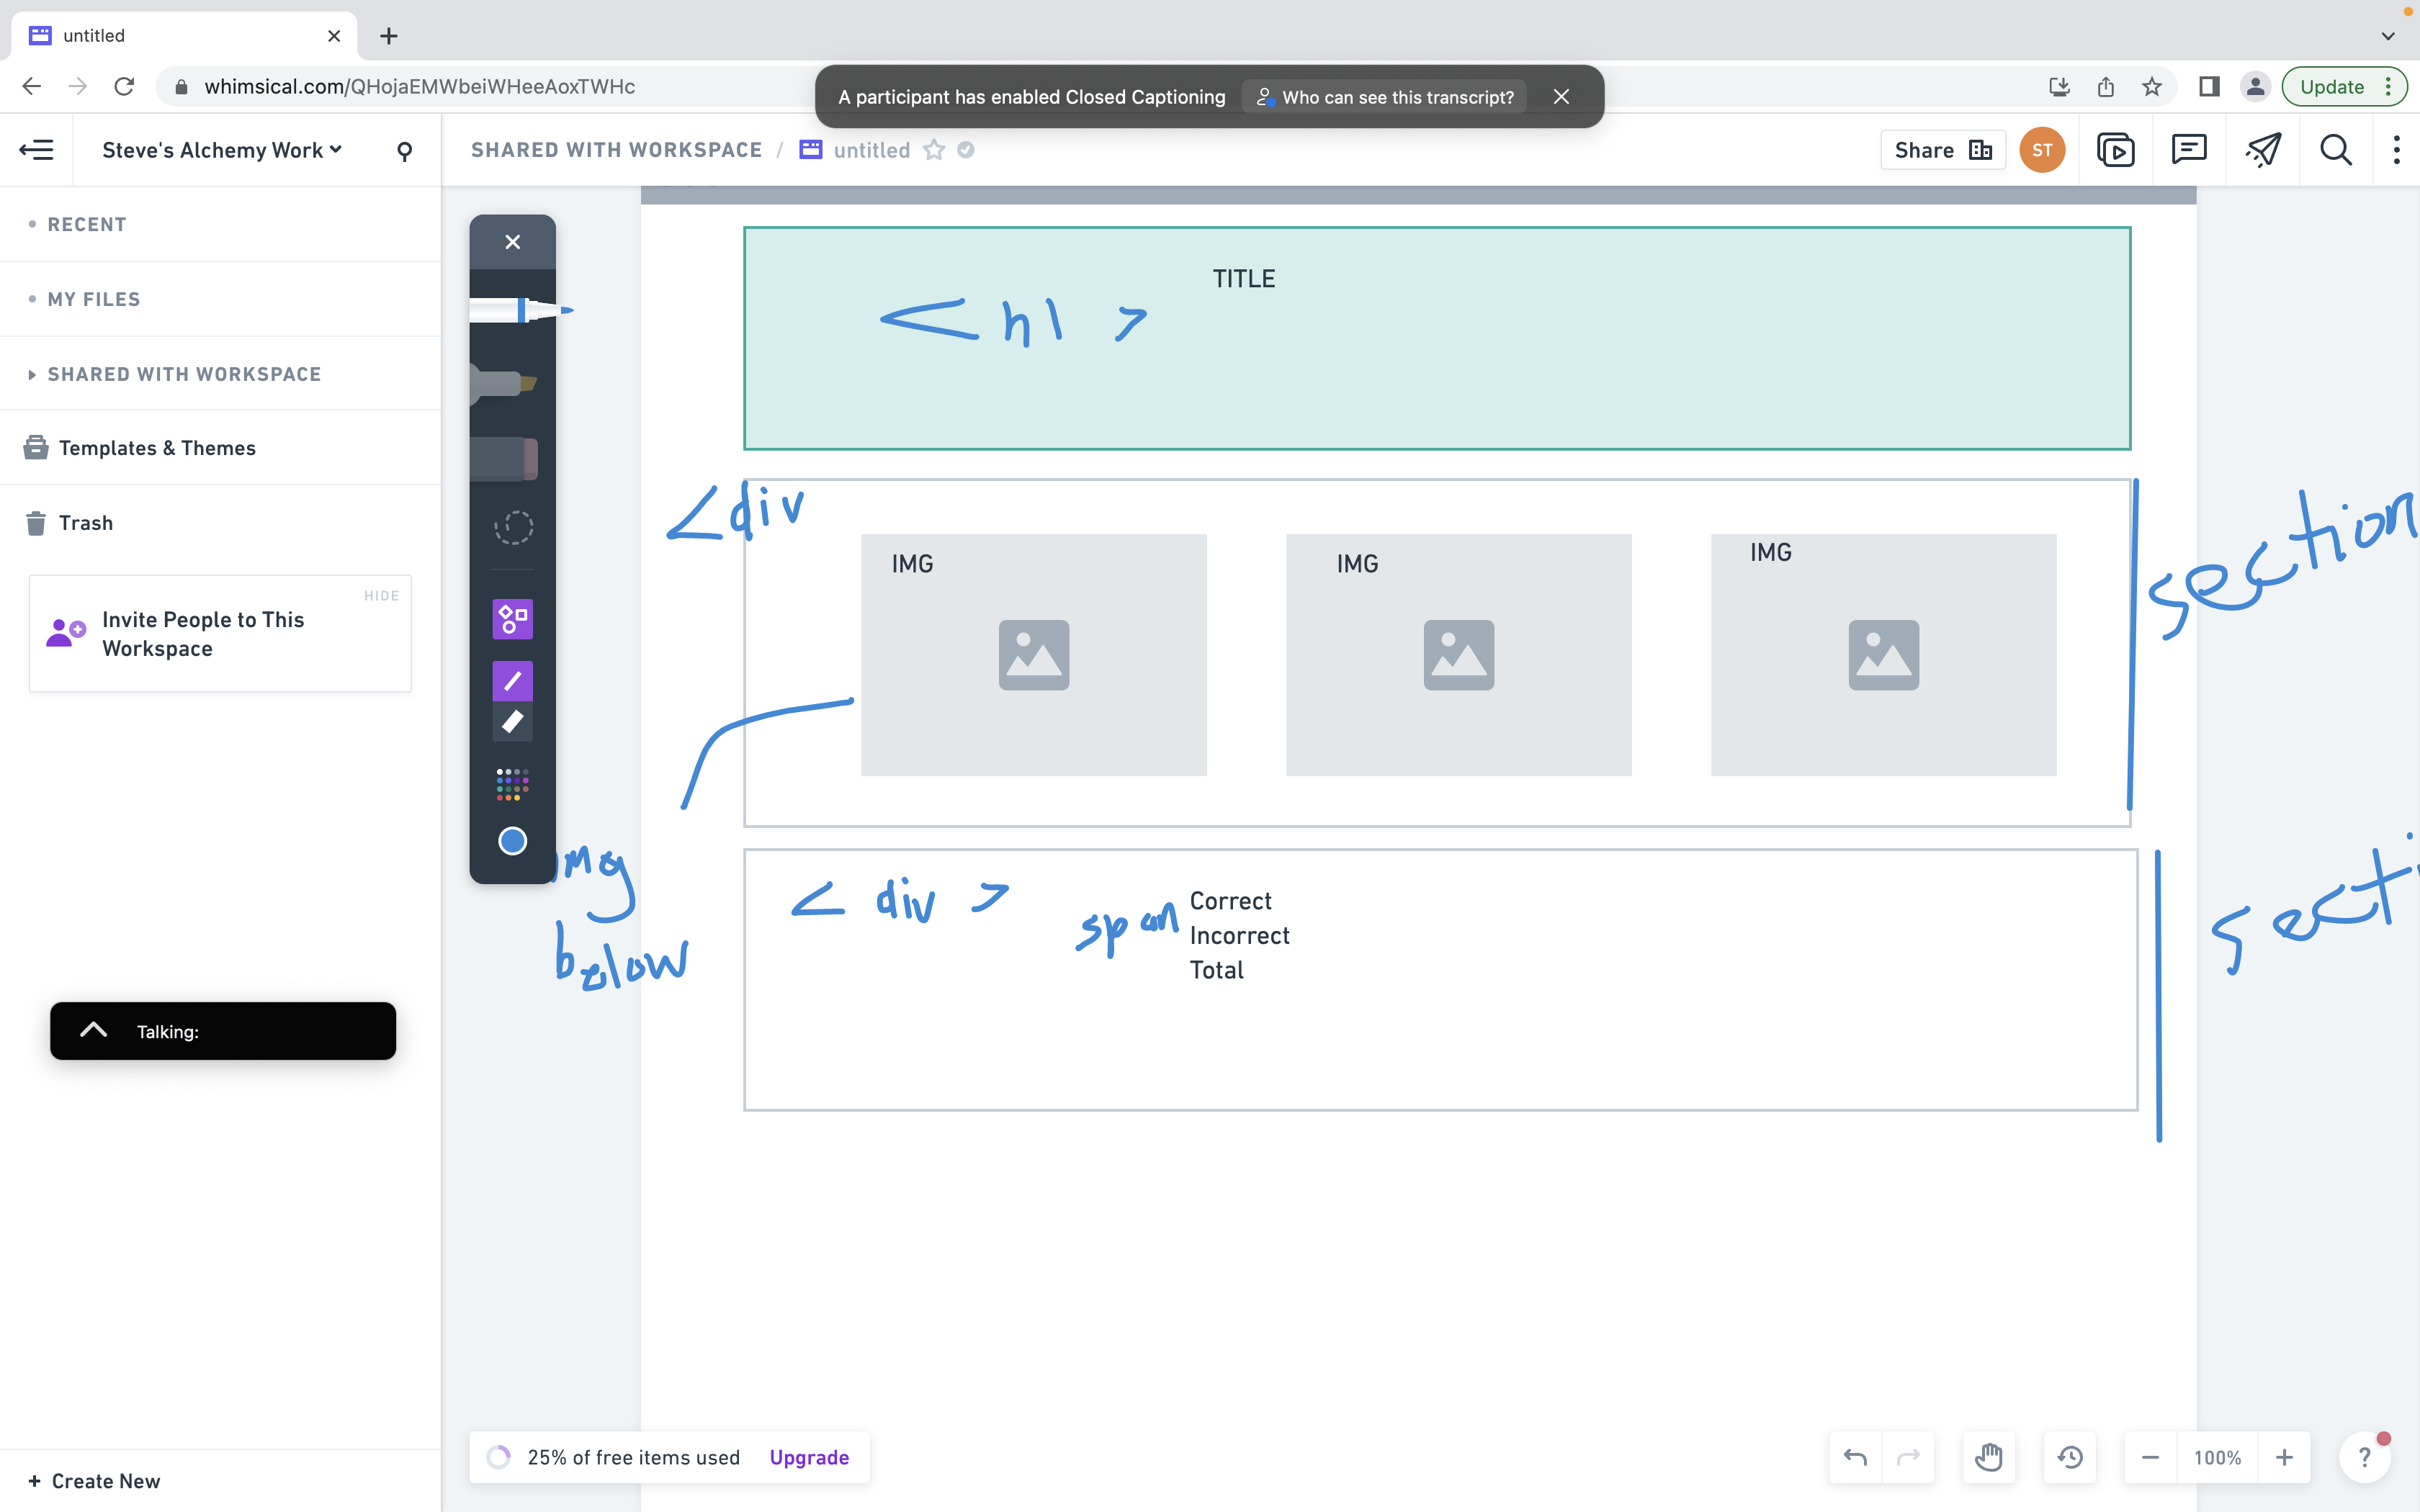 untitled
whimsical.com/QHojaEMWbeiWHeeAoxTWHc
A participant has enabled Closed Captioning Who can see this transcript?
Update
Steve's Alchemy Work
SHARED WITH WORKSPACE / untitled
Share
ST
RECENT
MY FILES
SHARED WITH WORKSPACE
Templates & Themes
Trash
HIDE
Invite People to This
Workspace
Talking:
+ Create New
TITLE
<h1>
<div
IMG
IMG
IMG
section
img
below
<div>
span
Correct
Incorrect
Total
secti
25% of free items used Upgrade
100%
?